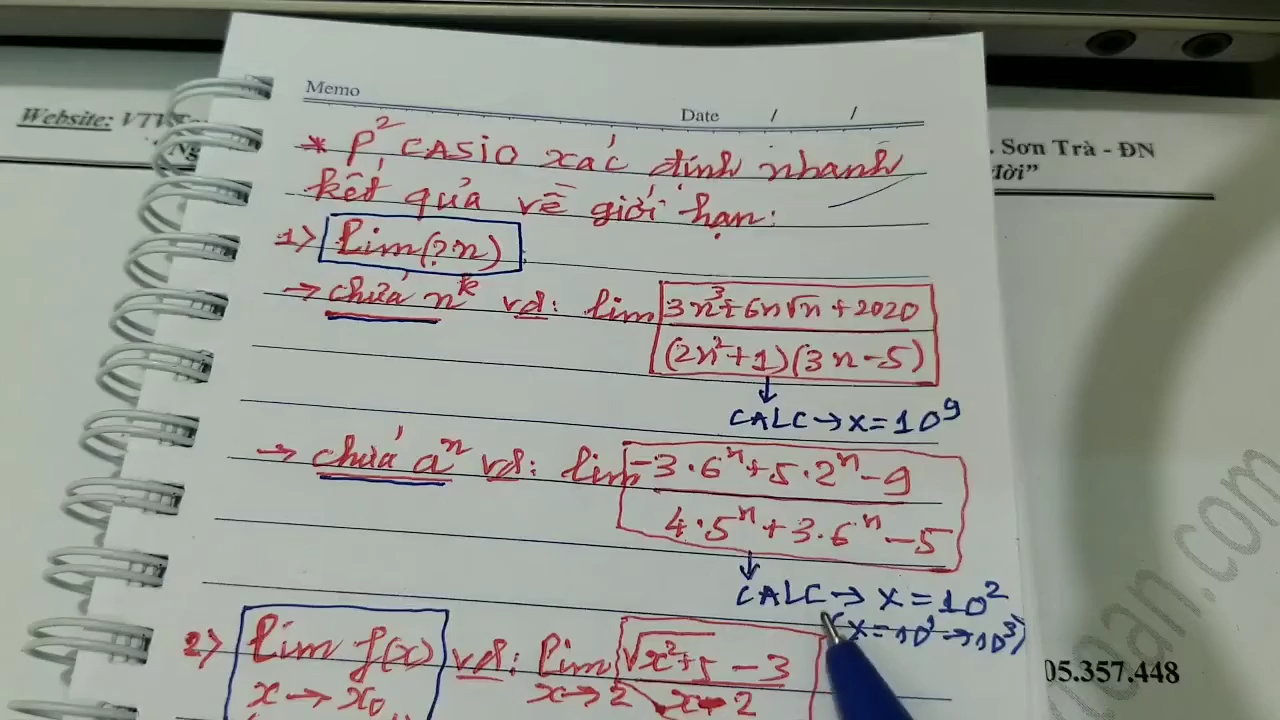 Memo
Date / /
Website:
. Sơn Trà - ĐN
* P² CASIO xác định nhanh
kết quả về giới hạn:
1) lim(?n)
→ chứa n^k vd: lim (3n³ + 6n√n + 2020) / ((2n² + 1)(3n - 5))
CALC → x = 10⁹
→ chứa a^n vd: lim (-3·6^n + 5·2^n - 9) / (4·5^n + 3·6^n - 5)
CALC → x = 10²
(x = 10¹ → 10³)
2) lim f(x) x→x₀ vd: lim x→2 (√(x²+5) - 3) / (x - 2)
05.357.448
toan.com